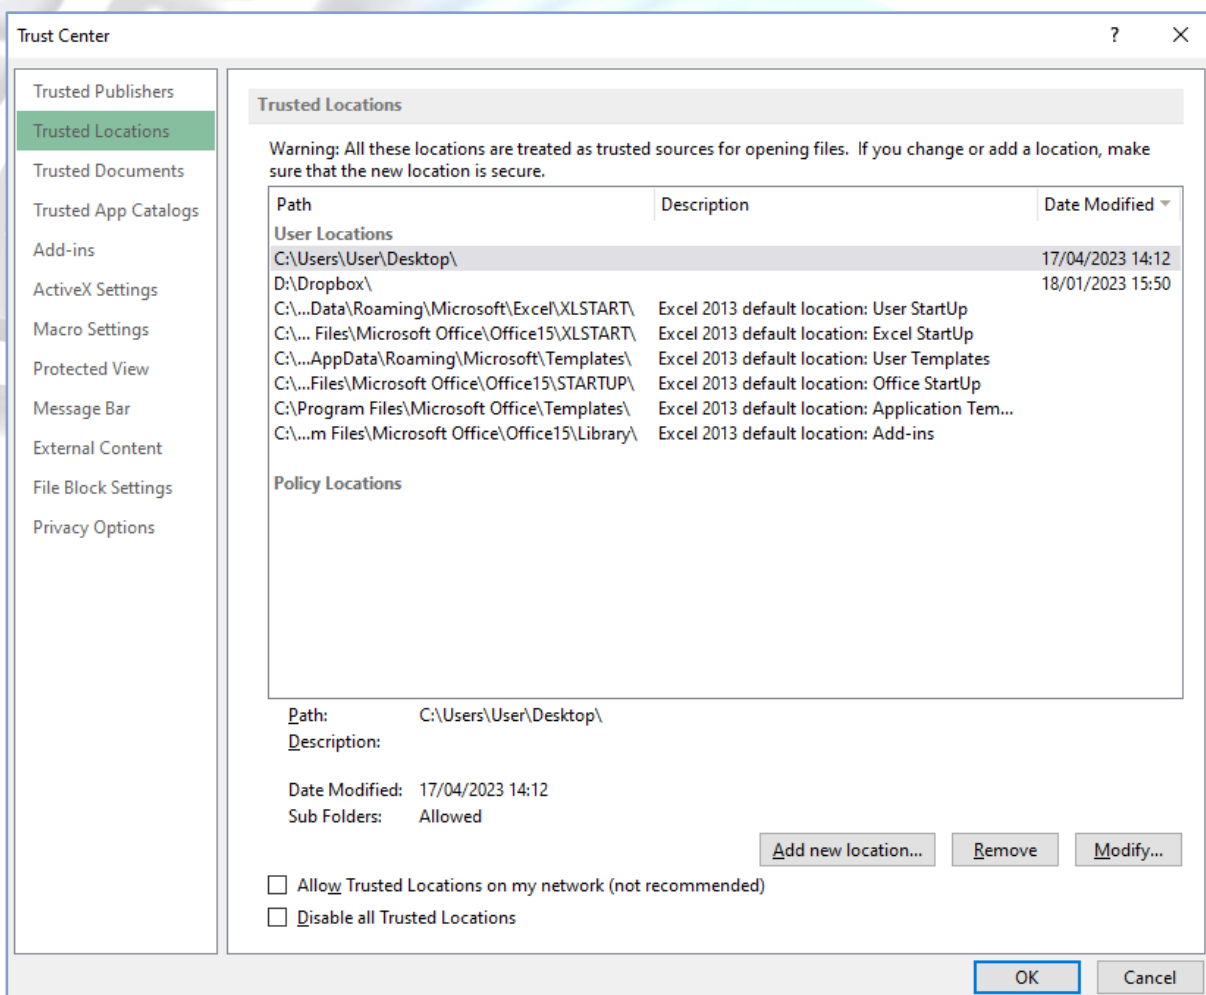 Trust Center ?
Trusted Publishers
Trusted Locations
Trusted Documents
Trusted App Catalogs
Add-ins
ActiveX Settings
Macro Settings
Protected View
Message Bar
External Content
File Block Settings
Privacy Options
Trusted Locations
Warning: All these locations are treated as trusted sources for opening files.  If you change or add a location, make
sure that the new location is secure.
Path Description Date Modified
User Locations
C:\Users\User\Desktop\ 17/04/2023 14:12
D:\Dropbox\ 18/01/2023 15:50
C:\...Data\Roaming\Microsoft\Excel\XLSTART\ Excel 2013 default location: User StartUp
C:\... Files\Microsoft Office\Office15\XLSTART\ Excel 2013 default location: Excel StartUp
C:\...AppData\Roaming\Microsoft\Templates\ Excel 2013 default location: User Templates
C:\...Files\Microsoft Office\Office15\STARTUP\ Excel 2013 default location: Office StartUp
C:\Program Files\Microsoft Office\Templates\ Excel 2013 default location: Application Tem...
C:\...m Files\Microsoft Office\Office15\Library\ Excel 2013 default location: Add-ins
Policy Locations
Path: C:\Users\User\Desktop\
Description:
Date Modified: 17/04/2023 14:12
Sub Folders: Allowed
Add new location... Remove Modify...
Allow Trusted Locations on my network (not recommended)
Disable all Trusted Locations
OK Cancel